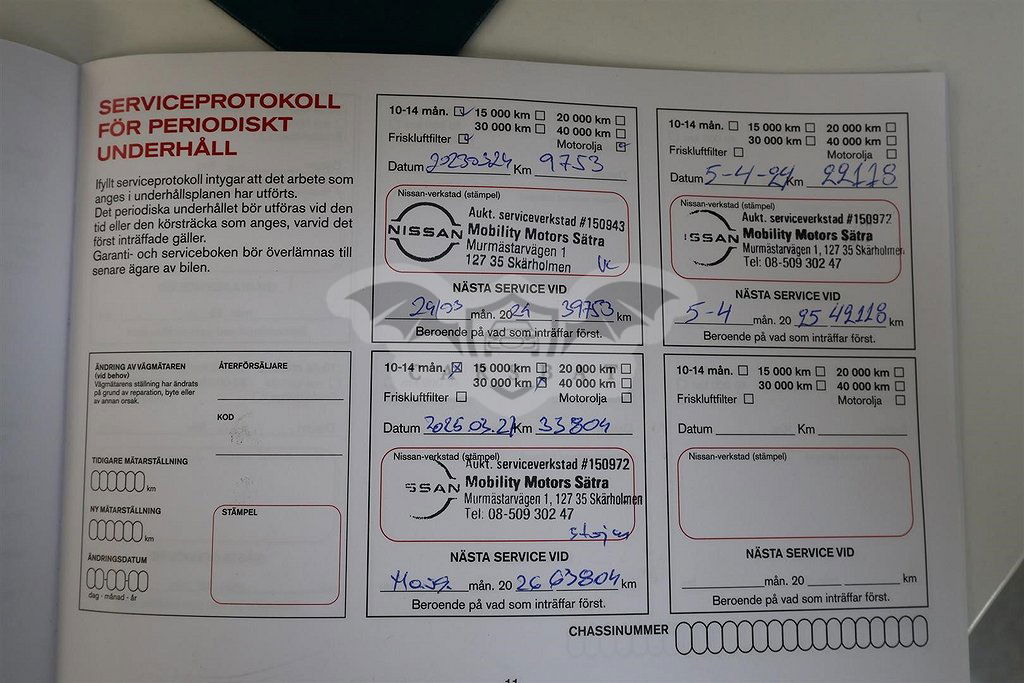 SERVICEPROTOKOLL
FÖR PERIODISKT
UNDERHÅLL
Ifyllt serviceprotokoll intygar att det arbete som
anges i underhållsplanen har utförts.
Det periodiska underhållet bör utföras vid den
tid eller den körsträcka som anges, varvid det
först inträffade gäller.
Garanti- och serviceboken bör överlämnas till
senare ägare av bilen.
10-14 mån. 15 000 km 20 000 km
30 000 km 40 000 km
Friskluftfilter Motorolja
Datum 20230324 Km 9753
Nissan-verkstad (stämpel)
NISSAN
Aukt. serviceverkstad #150943
Mobility Motors Sätra
Murmästarvägen 1
127 35 Skärholmen
NÄSTA SERVICE VID
24/03 mån. 2024 39753 km
Beroende på vad som inträffar först.
10-14 mån. 15 000 km 20 000 km
30 000 km 40 000 km
Friskluftfilter Motorolja
Datum 5-4-24 Km 22118
Nissan-verkstad (stämpel)
ISSAN
Aukt. serviceverkstad #150972
Mobility Motors Sätra
Murmästarvägen 1, 127 35 Skärholmen
Tel: 08-509 302 47
NÄSTA SERVICE VID
5-4 mån. 20 25 42118 km
Beroende på vad som inträffar först.
ÄNDRING AV VÄGMÄTAREN
(vid behov)
Vägmätarens ställning har ändrats
på grund av reparation, byte eller
av annan orsak.
ÅTERFÖRSÄLJARE
KOD
TIDIGARE MÄTARSTÄLLNING
km
NY MÄTARSTÄLLNING
km
ÄNDRINGSDATUM
dag - månad - år
STÄMPEL
10-14 mån. 15 000 km 20 000 km
30 000 km 40 000 km
Friskluftfilter Motorolja
Datum 2025.03.21 Km 33804
Nissan-verkstad (stämpel)
SSAN
Aukt. serviceverkstad #150972
Mobility Motors Sätra
Murmästarvägen 1, 127 35 Skärholmen
Tel: 08-509 302 47
NÄSTA SERVICE VID
mån. 20 26 63804 km
Beroende på vad som inträffar först.
10-14 mån. 15 000 km 20 000 km
30 000 km 40 000 km
Friskluftfilter Motorolja
Datum Km
Nissan-verkstad (stämpel)
NÄSTA SERVICE VID
mån. 20 km
Beroende på vad som inträffar först.
CHASSINUMMER